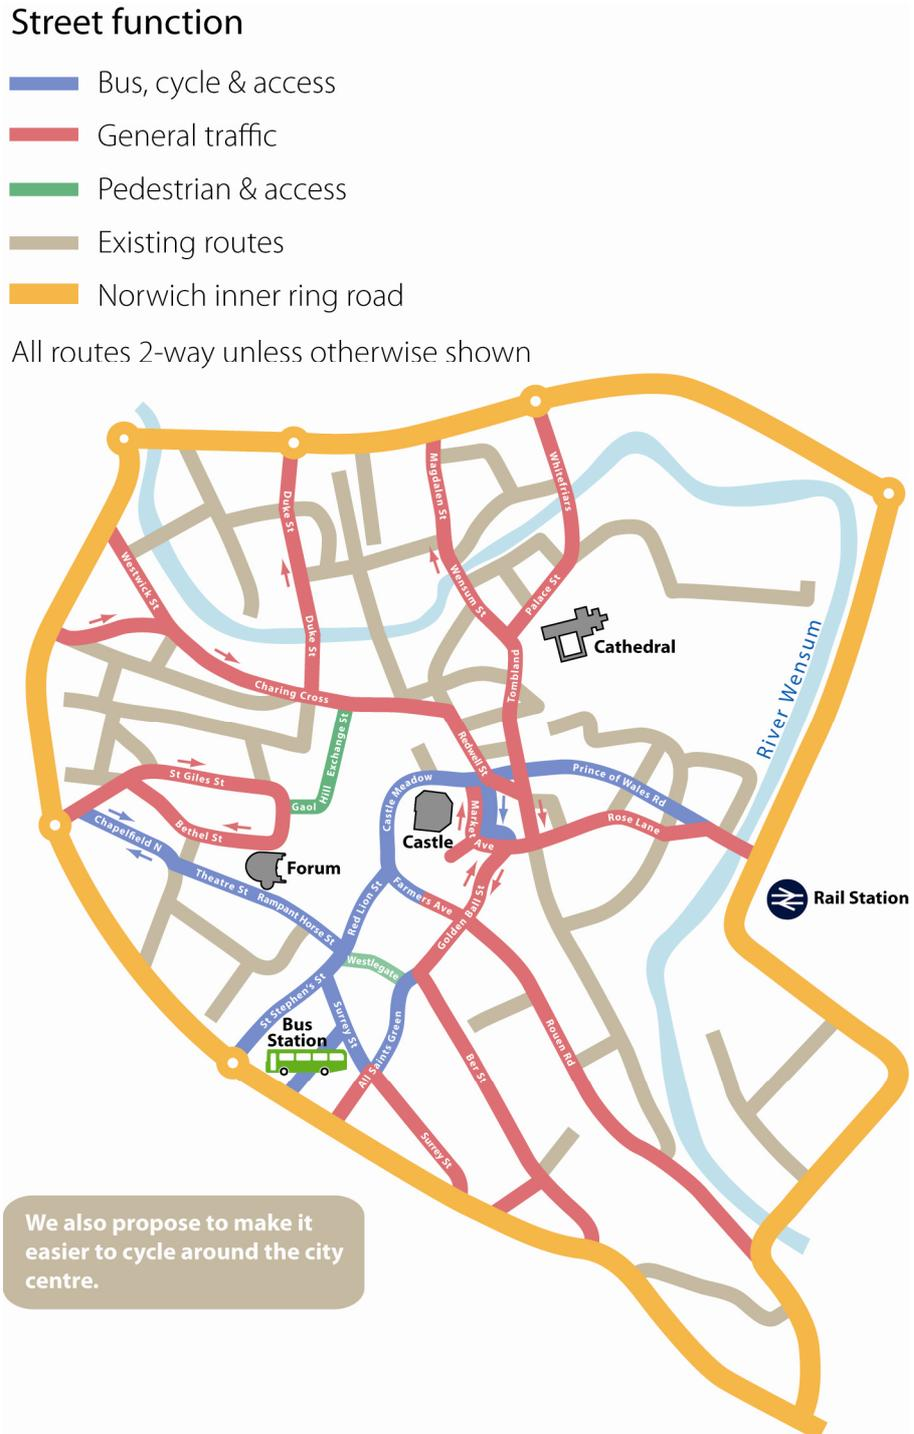 Street function
Bus, cycle & access
General traffic
Pedestrian & access
Existing routes
Norwich inner ring road
All routes 2-way unless otherwise shown
Magdalen St
Whitefriars
Duke St
Westwick St
Wensum St
Palace St
Duke St
Cathedral
River Wensum
Tombland
Charing Cross
Exchange St
Redwell St
St Giles St
Hill
Gaol
Castle Meadow
Prince of Wales Rd
Market
Ave
Rose Lane
Castle
Chapelfield N
Bethel St
Forum
Theatre St
Rampant Horse St
Red Lion St
Farmers Ave
Golden Ball St
Rail Station
Westlegate
St Stephen's St
Surrey St
All Saints Green
Bus
Station
Ber St
Rouen Rd
Surrey St
We also propose to make it
easier to cycle around the city
centre.